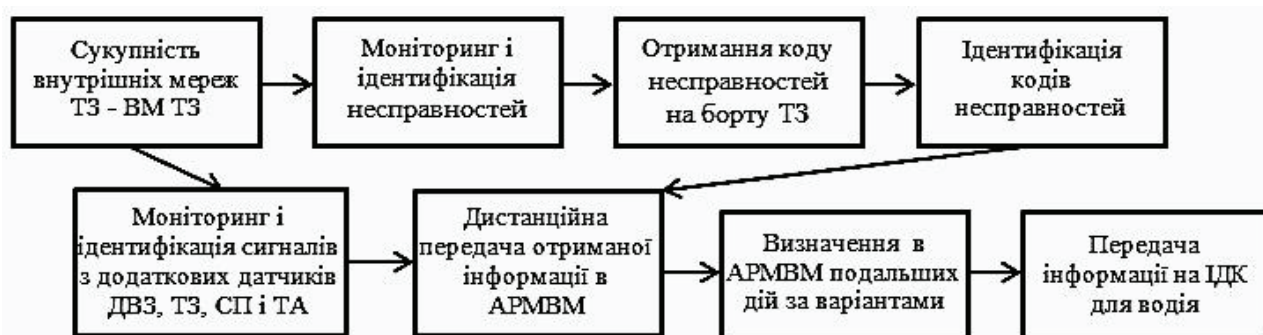 Сукупність
внутрішніх мереж
ТЗ – ВМ ТЗ
Моніторинг і
ідентифікація
несправностей
Отримання коду
несправностей
на борту ТЗ
Ідентифікація
кодів
несправностей
Моніторинг і
ідентифікація сигналів
з додаткових датчиків
ДВЗ, ТЗ, СП і ТА
Дистанційна
передача отриманої
інформації в
АРМВМ
Визначення в
АРМВМ подальших
дій за варіантами
Передача
інформації на ІДК
для водія